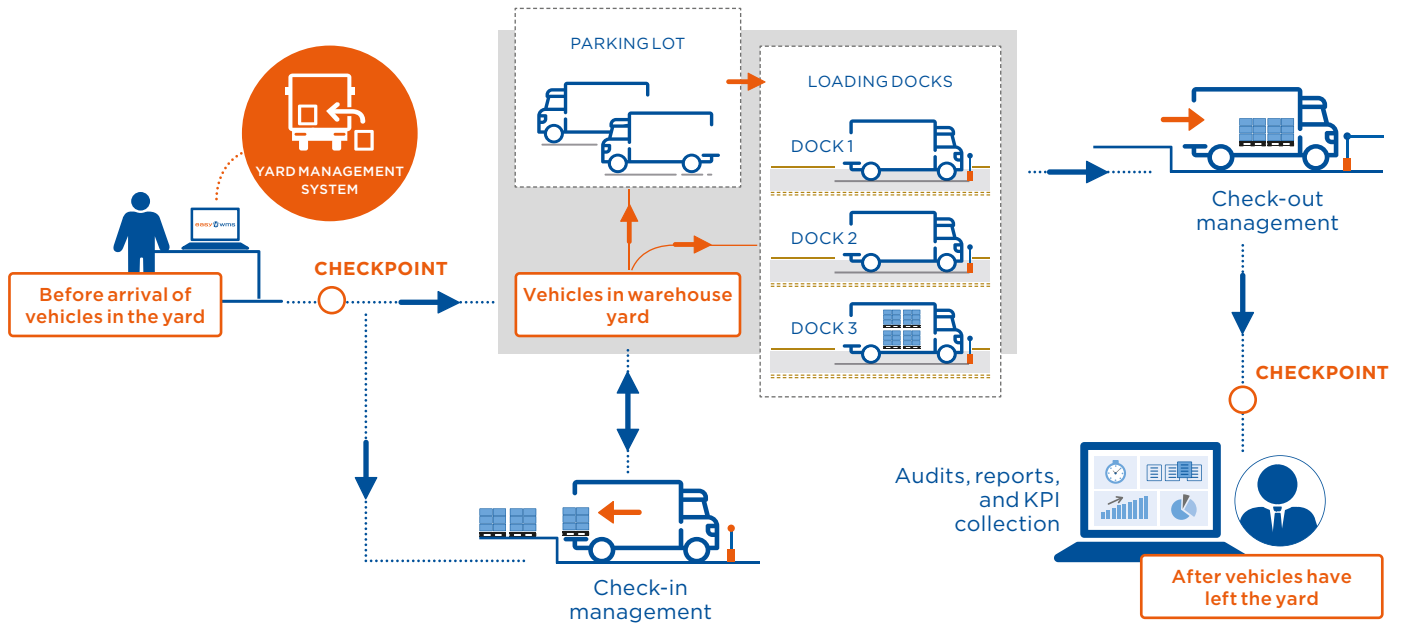 PARKING LOT
LOADING DOCKS
YARD MANAGEMENT
SYSTEM
DOCK 1
easy wms
Check-out
management
DOCK 2
CHECKPOINT
Before arrival of
vehicles in the yard
Vehicles in warehouse
yard
DOCK 3
CHECKPOINT
Audits, reports,
and KPI
collection
Check-in
management
After vehicles have
left the yard